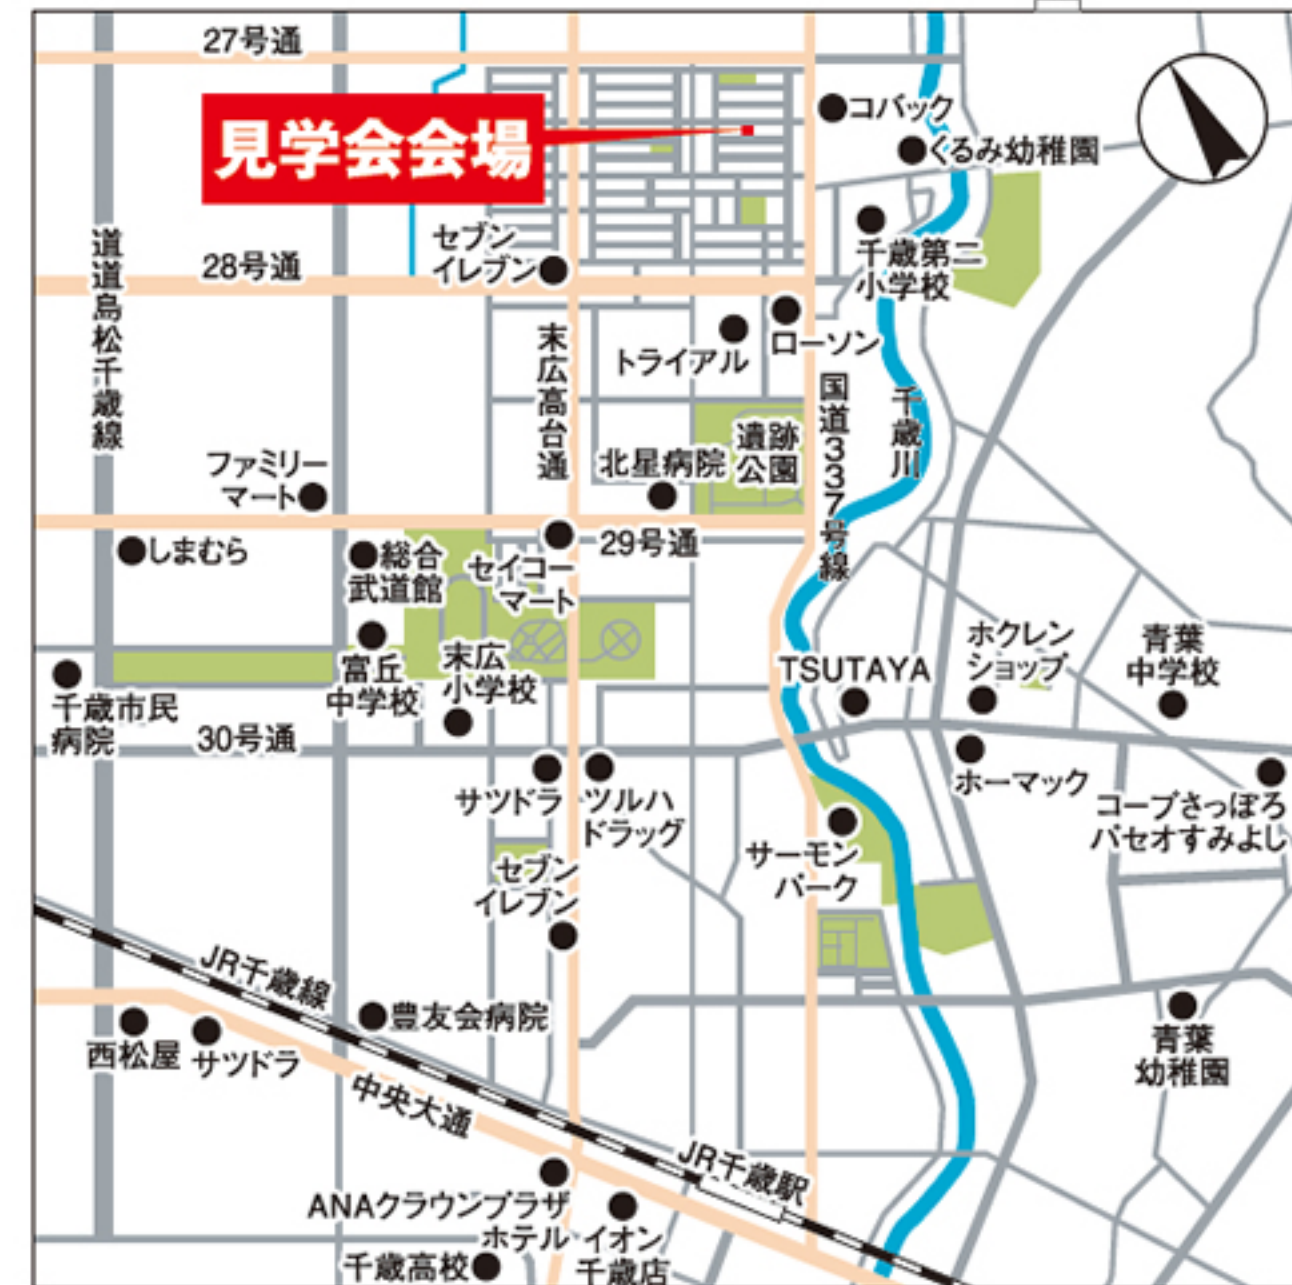 27号通
コバック
見学会会場
くるみ幼稚園
道道島松千歳線
28号通
セブン
イレブン
千歳第二
小学校
末広高台通
トライアル
ローソン
国道337号線
千歳川
ファミリー
マート
北星病院
遺跡
公園
しまむら
総合
武道館
セイコー
マート
29号通
富丘
中学校
末広
小学校
TSUTAYA
ホクレン
ショップ
青葉
中学校
千歳市民
病院
30号通
サツドラ
ツルハ
ドラッグ
ホーマック
コープさっぽろ
パセオすみよし
サーモン
パーク
セブン
イレブン
JR千歳線
西松屋
サツドラ
豊友会病院
中央大通
青葉
幼稚園
JR千歳駅
ANAクラウンプラザ
ホテル
イオン
千歳店
千歳高校